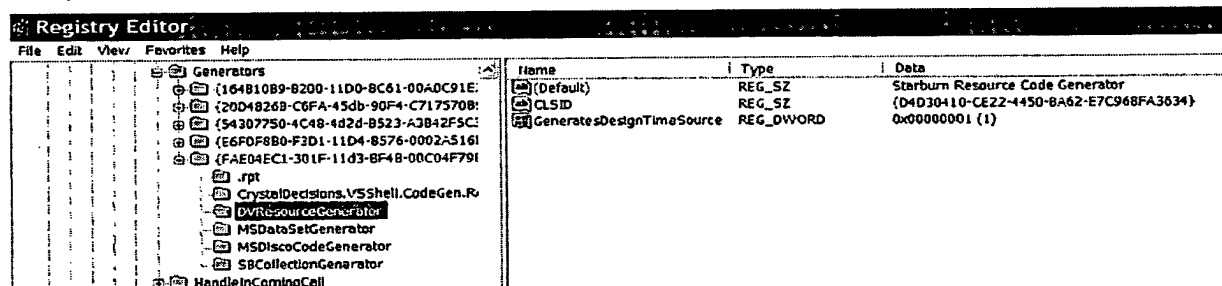 Registry Editor
File Edit View Favorites Help
Generators
{164B10B9-B200-11D0-8C61-00A0C91E
{20D4826B-C6FA-45db-90F4-C717570B
{54307750-4C48-4d2d-B523-A3B42F5C
{E6F0F8B0-F3D1-11D4-8576-0002A516
{FAE04EC1-301F-11d3-BF4B-00C04F79
.rpt
CrystalDecisions.VSShell.CodeGen.R
DVResourceGenerator
MSDataSetGenerator
MSDiscoCodeGenerator
SBCollectionGenerator
HandleInComingCall
Name Type Data
(Default) REG_SZ Starburn Resource Code Generator
CLSID REG_SZ {D4D30410-CE22-4450-BA62-E7C968FA3634}
GeneratesDesignTimeSource REG_DWORD 0x00000001 (1)